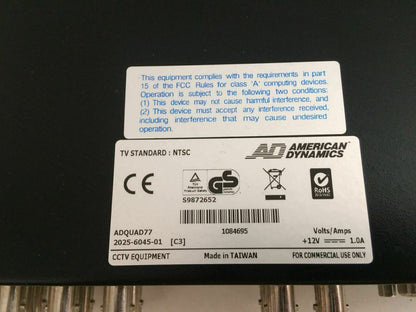 This equipment complies with the requirements in part
15 of the FCC Rules for class 'A' computing devices.
Operation is subject to the following two conditions:
(1) This device may not cause harmful interference, and
(2) This device must accept any interference received,
including interference that may cause undesired
operation.
TV STANDARD : NTSC
AD AMERICAN DYNAMICS
CE
GS
RoHS
S9872652
1084695
ADQUAD77
Volts/Amps
2025-6045-01 [C3]
+12V 1.0A
CCTV EQUIPMENT Made in TAIWAN FOR COMMERCIAL USE ONLY